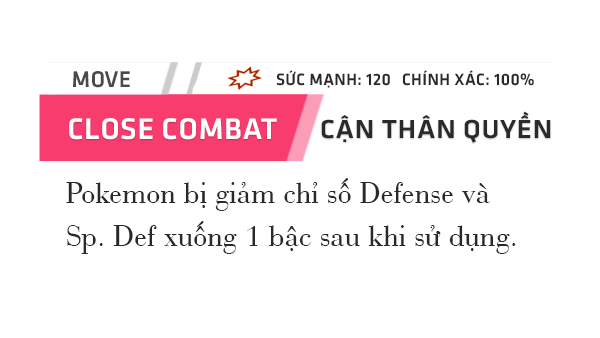 MOVE SỨC MẠNH: 120 CHÍNH XÁC: 100%
CLOSE COMBAT CẬN THÂN QUYỀN
Pokemon bị giảm chỉ số Defense và
Sp. Def xuống 1 bậc sau khi sử dụng.